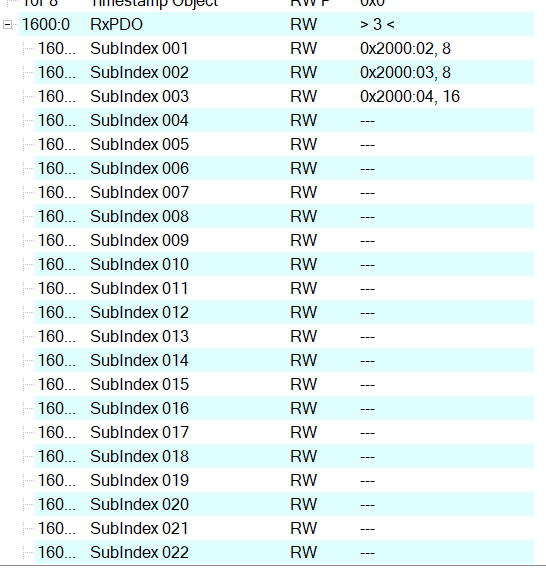 10F8 Timestamp Object RW P 0x0
1600:0 RxPDO RW > 3 <
160... SubIndex 001 RW 0x2000:02, 8
160... SubIndex 002 RW 0x2000:03, 8
160... SubIndex 003 RW 0x2000:04, 16
160... SubIndex 004 RW ---
160... SubIndex 005 RW ---
160... SubIndex 006 RW ---
160... SubIndex 007 RW ---
160... SubIndex 008 RW ---
160... SubIndex 009 RW ---
160... SubIndex 010 RW ---
160... SubIndex 011 RW ---
160... SubIndex 012 RW ---
160... SubIndex 013 RW ---
160... SubIndex 014 RW ---
160... SubIndex 015 RW ---
160... SubIndex 016 RW ---
160... SubIndex 017 RW ---
160... SubIndex 018 RW ---
160... SubIndex 019 RW ---
160... SubIndex 020 RW ---
160... SubIndex 021 RW ---
160... SubIndex 022 RW ---